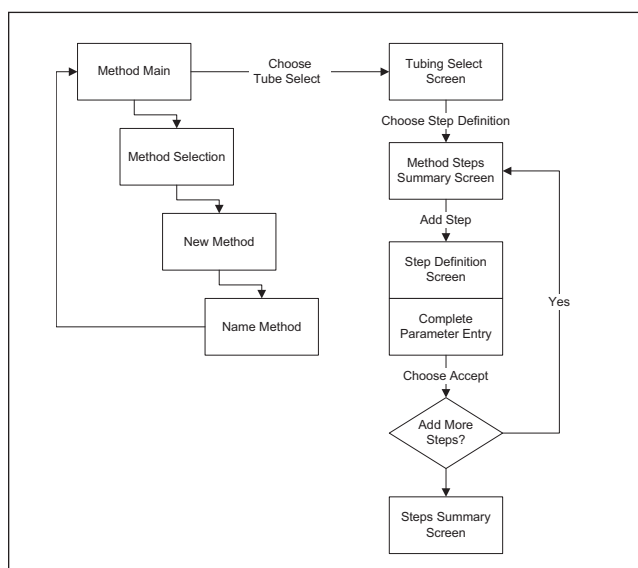 Method Main
Choose
Tube Select
Tubing Select
Screen
Choose Step Definition
Method Selection
Method Steps
Summary Screen
Add Step
New Method
Step Definition
Screen
Yes
Name Method
Complete
Parameter Entry
Choose Accept
Add More
Steps?
Steps Summary
Screen